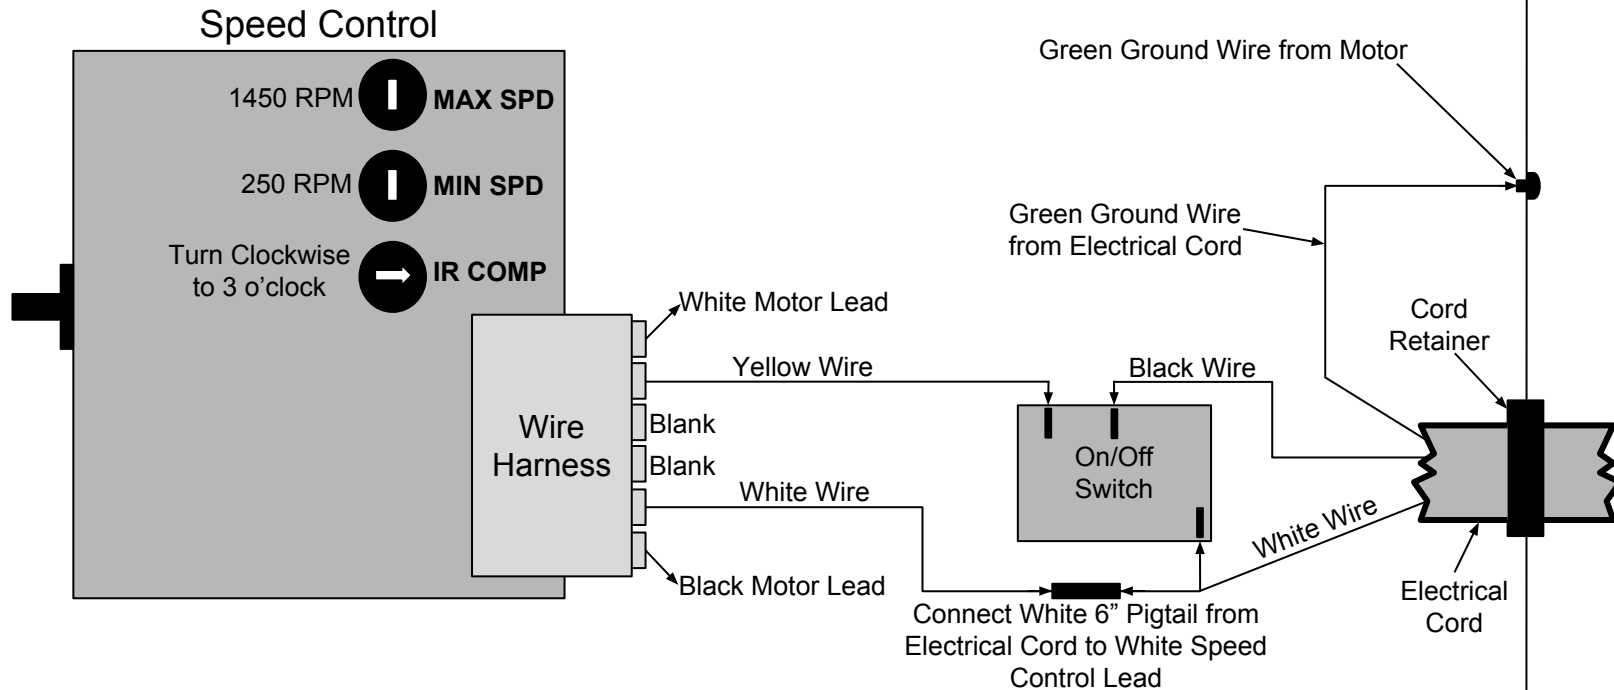 Speed Control
1450 RPM
MAX SPD
250 RPM
MIN SPD
Turn Clockwise
to 3 o’clock
IR COMP
Wire
Harness
White Motor Lead
Yellow Wire
Blank
Blank
White Wire
Black Motor Lead
Black Wire
On/Off
Switch
White Wire
Connect White 6” Pigtail from
Electrical Cord to White Speed
Control Lead
Green Ground Wire from Motor
Green Ground Wire
from Electrical Cord
Cord
Retainer
Electrical
Cord